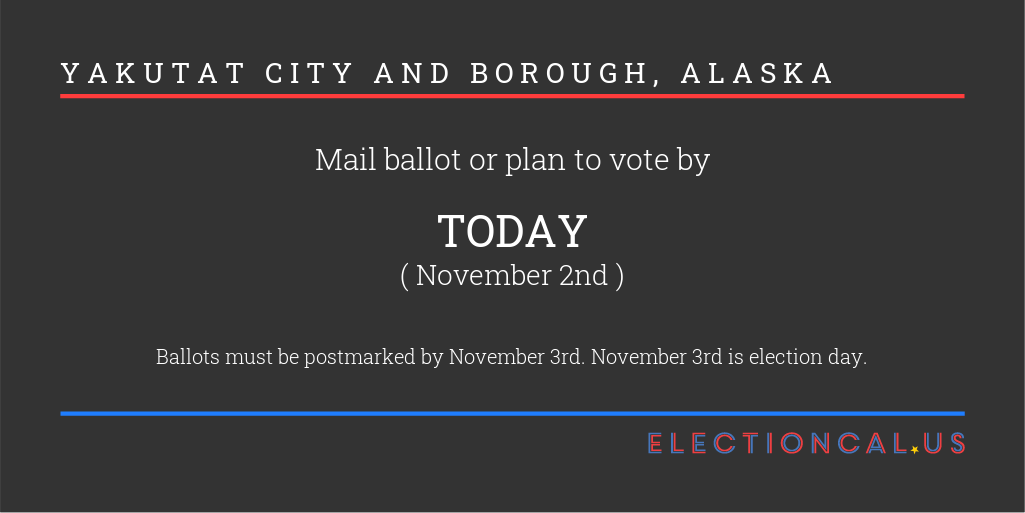 YAKUTAT CITY AND BOROUGH, ALASKA
Mail ballot or plan to vote by
TODAY
( November 2nd )
Ballots must be postmarked by November 3rd. November 3rd is election day.
ELECTIONCAL.US